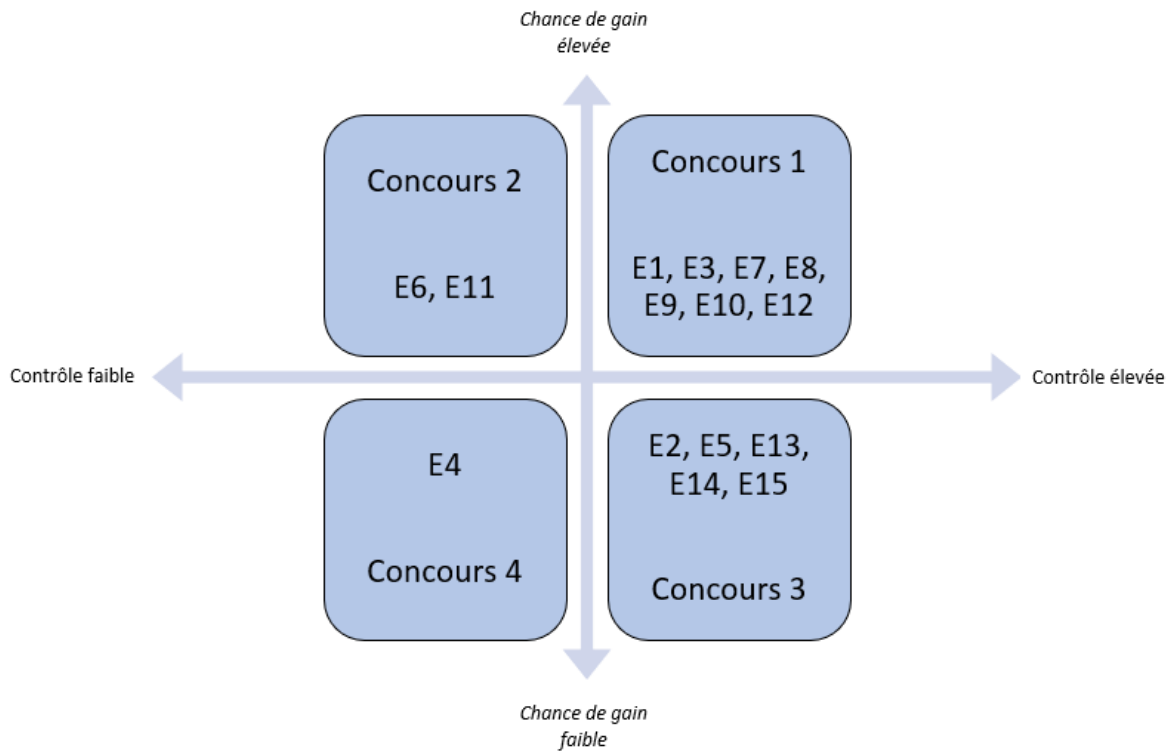 Chance de gain
élevée
Concours 2
E6, E11
Concours 1
E1, E3, E7, E8,
E9, E10, E12
Contrôle faible
Contrôle élevée
E4
Concours 4
E2, E5, E13,
E14, E15
Concours 3
Chance de gain
faible